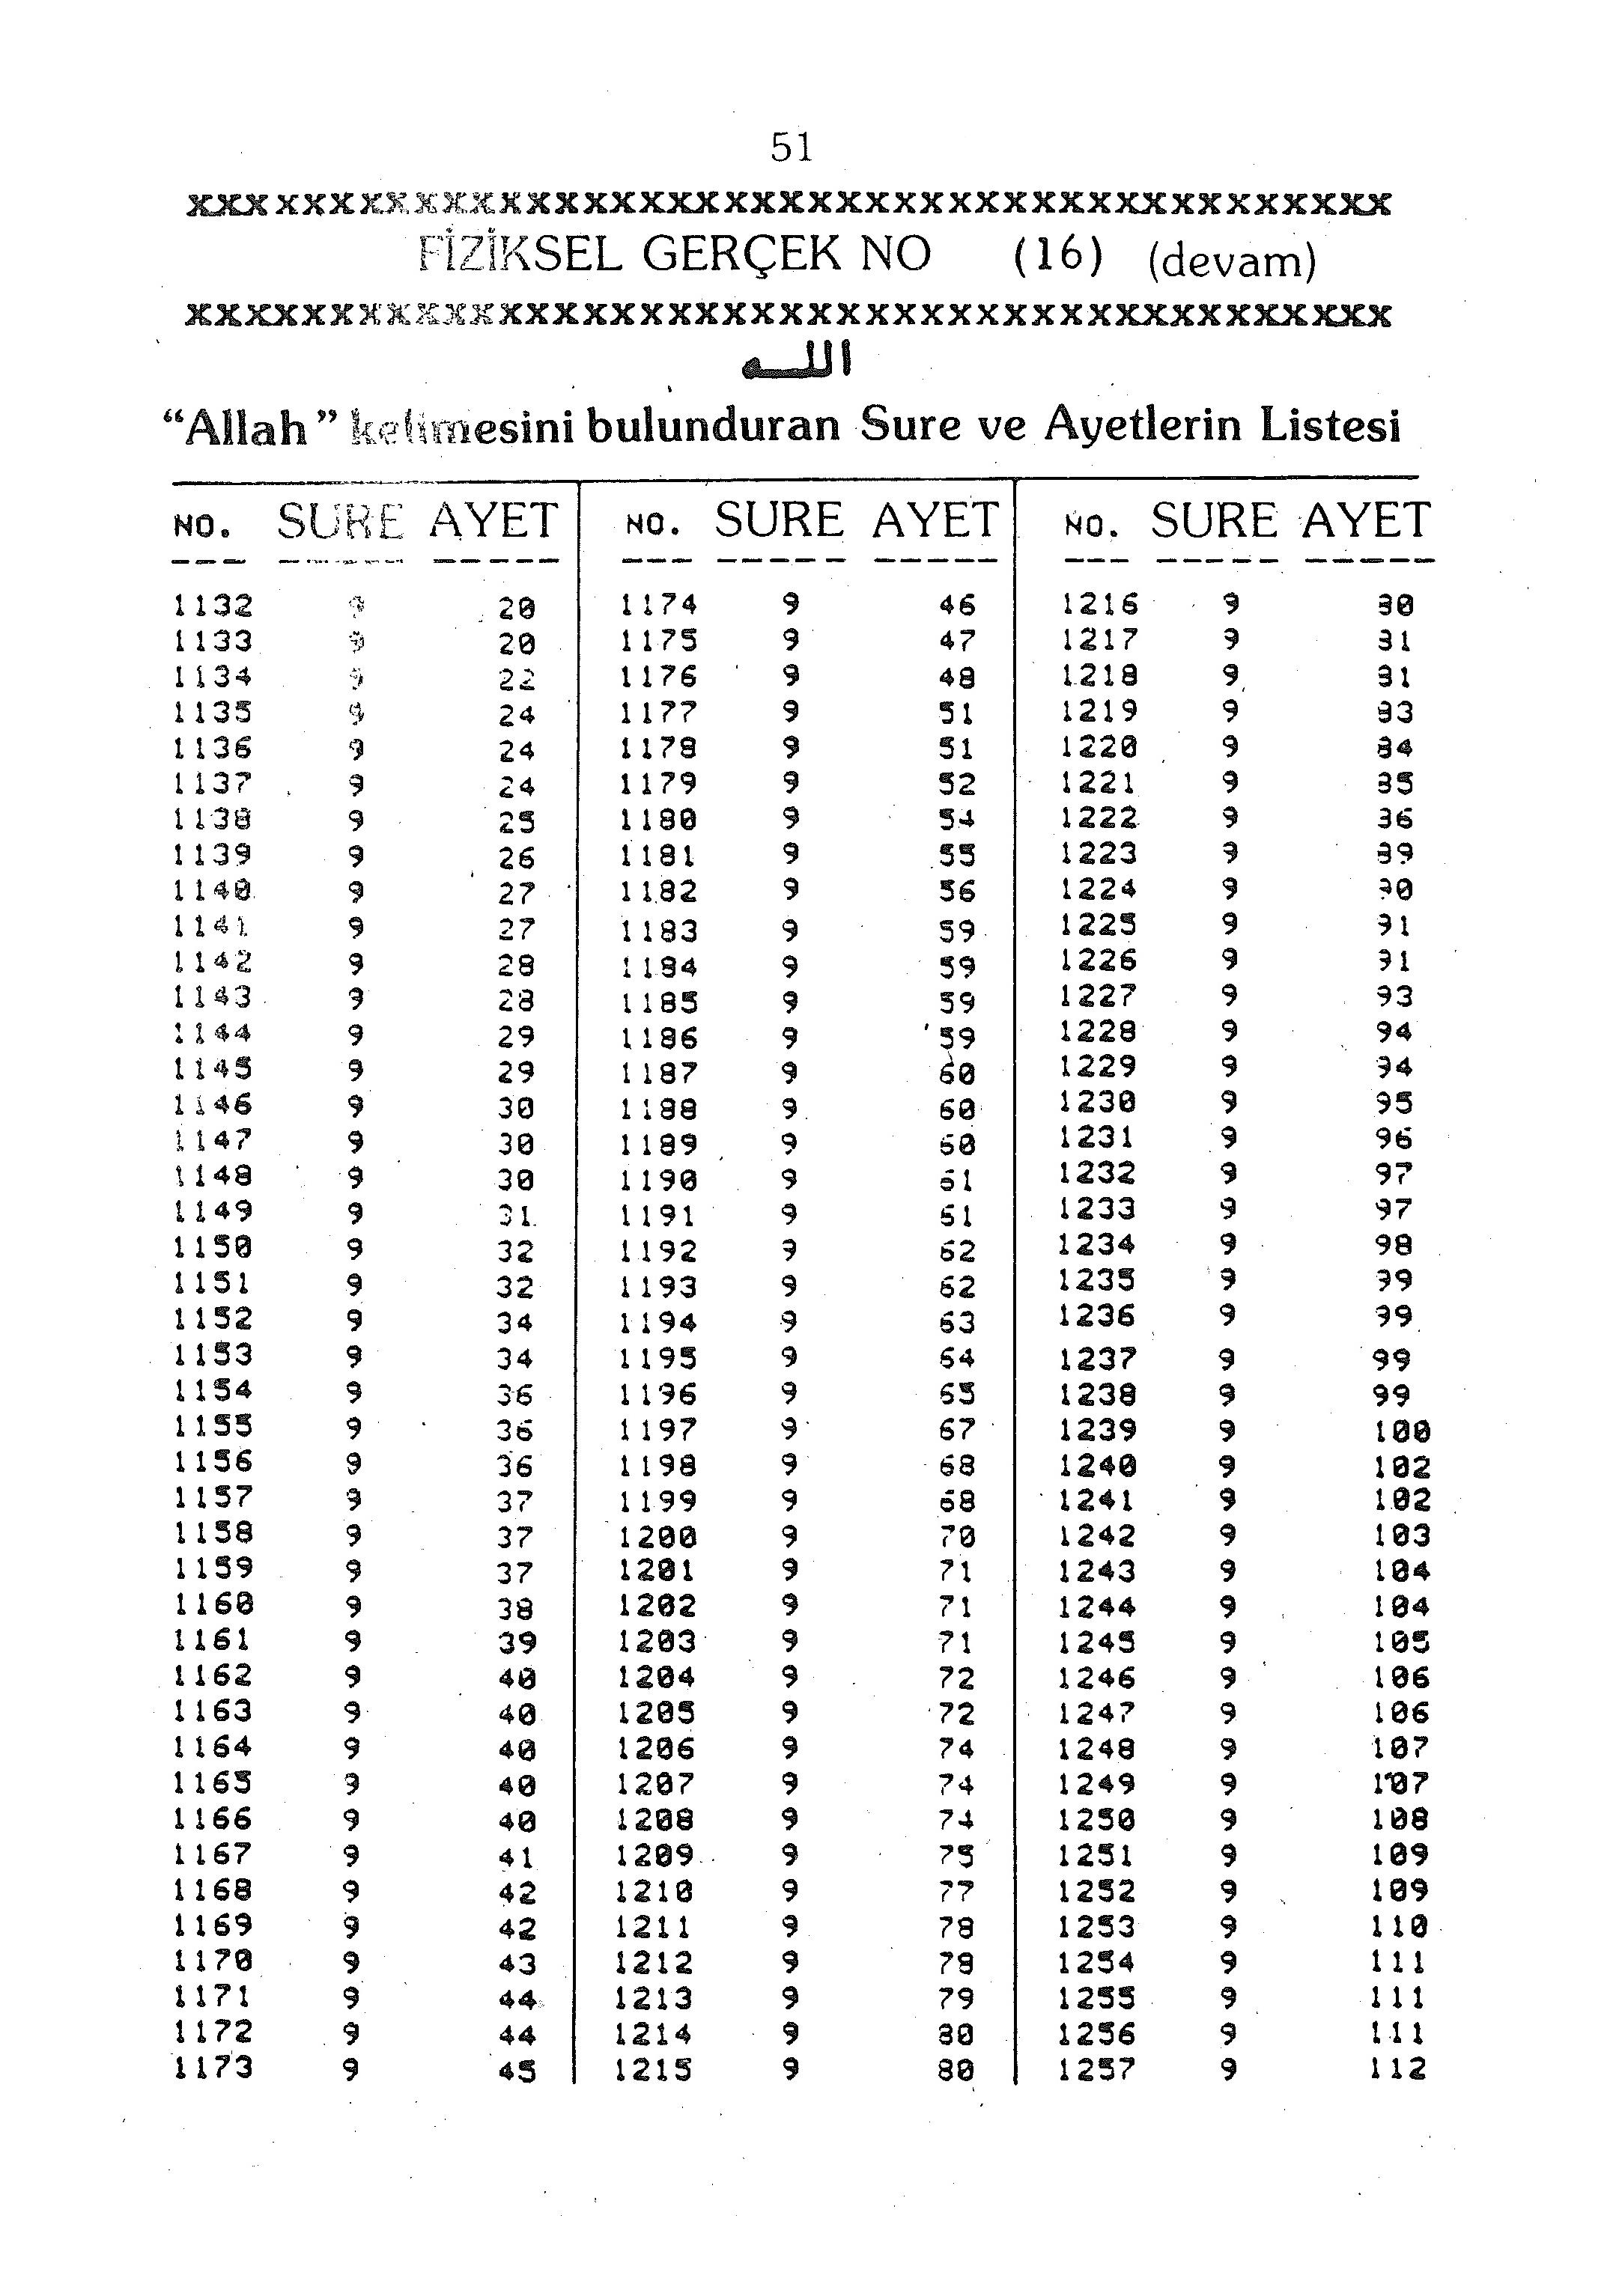 51
XXXXXXXXXXXXXXXXXXXXXXXXXXXXXXXXXXXXXXXXXXX
FİZİKSEL GERÇEK NO (16) (devam)
XXXXXXXXXXXXXXXXXXXXXXXXXXXXXXXXXXXXXXXXXXX
الله
“Allah” kelimesini bulunduran Sure ve Ayetlerin Listesi
NO. SURE AYET NO. SURE AYET NO. SURE AYET
1132 9 20 1174 9 46 1216 9 80
1133 9 20 1175 9 47 1217 9 81
1134 9 22 1176 9 48 1218 9 81
1135 9 24 1177 9 51 1219 9 83
1136 9 24 1178 9 51 1220 9 84
1137 9 24 1179 9 52 1221 9 85
1138 9 25 1180 9 54 1222 9 86
1139 9 26 1181 9 55 1223 9 89
1140 9 27 1182 9 56 1224 9 90
1141 9 27 1183 9 59 1225 9 91
1142 9 28 1184 9 59 1226 9 91
1143 9 28 1185 9 59 1227 9 93
1144 9 29 1186 9 59 1228 9 94
1145 9 29 1187 9 60 1229 9 94
1146 9 30 1188 9 60 1230 9 95
1147 9 30 1189 9 60 1231 9 96
1148 9 30 1190 9 61 1232 9 97
1149 9 31 1191 9 61 1233 9 97
1150 9 32 1192 9 62 1234 9 98
1151 9 32 1193 9 62 1235 9 99
1152 9 34 1194 9 63 1236 9 99
1153 9 34 1195 9 64 1237 9 99
1154 9 36 1196 9 65 1238 9 99
1155 9 36 1197 9 67 1239 9 100
1156 9 36 1198 9 68 1240 9 102
1157 9 37 1199 9 68 1241 9 102
1158 9 37 1200 9 70 1242 9 103
1159 9 37 1201 9 71 1243 9 104
1160 9 38 1202 9 71 1244 9 104
1161 9 39 1203 9 71 1245 9 105
1162 9 40 1204 9 72 1246 9 106
1163 9 40 1205 9 72 1247 9 106
1164 9 40 1206 9 74 1248 9 107
1165 9 40 1207 9 74 1249 9 107
1166 9 40 1208 9 74 1250 9 108
1167 9 41 1209 9 75 1251 9 109
1168 9 42 1210 9 77 1252 9 109
1169 9 42 1211 9 78 1253 9 110
1170 9 43 1212 9 78 1254 9 111
1171 9 44 1213 9 79 1255 9 111
1172 9 44 1214 9 80 1256 9 111
1173 9 45 1215 9 80 1257 9 112